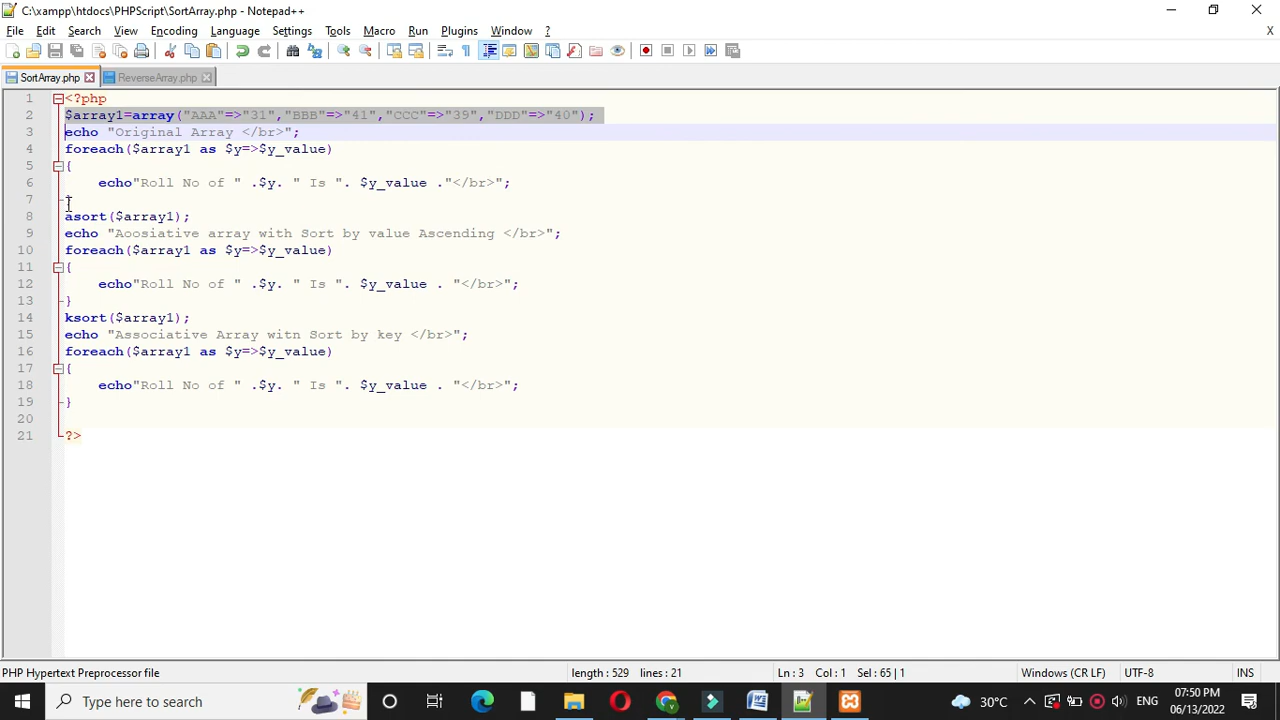 C:\xampp\htdocs\PHPScript\SortArray.php - Notepad++
File Edit Search View Encoding Language Settings Tools Macro Run Plugins Window ? X
SortArray.php ReverseArray.php
1 <?php
2 $array1=array("AAA"=>"31","BBB"=>"41","CCC"=>"39","DDD"=>"40");
3 echo "Original Array </br>";
4 foreach($array1 as $y=>$y_value)
5 {
6 echo"Roll No of " .$y. " Is ". $y_value ."</br>";
7 }
8 asort($array1);
9 echo "Aoosiative array with Sort by value Ascending </br>";
10 foreach($array1 as $y=>$y_value)
11 {
12 echo"Roll No of " .$y. " Is ". $y_value . "</br>";
13 }
14 ksort($array1);
15 echo "Associative Array witn Sort by key </br>";
16 foreach($array1 as $y=>$y_value)
17 {
18 echo"Roll No of " .$y. " Is ". $y_value . "</br>";
19 }
20
21 ?>
PHP Hypertext Preprocessor file length : 529 lines : 21 Ln : 3 Col : 1 Sel : 65 | 1 Windows (CR LF) UTF-8 INS
Type here to search 30°C ENG 07:50 PM
06/13/2022